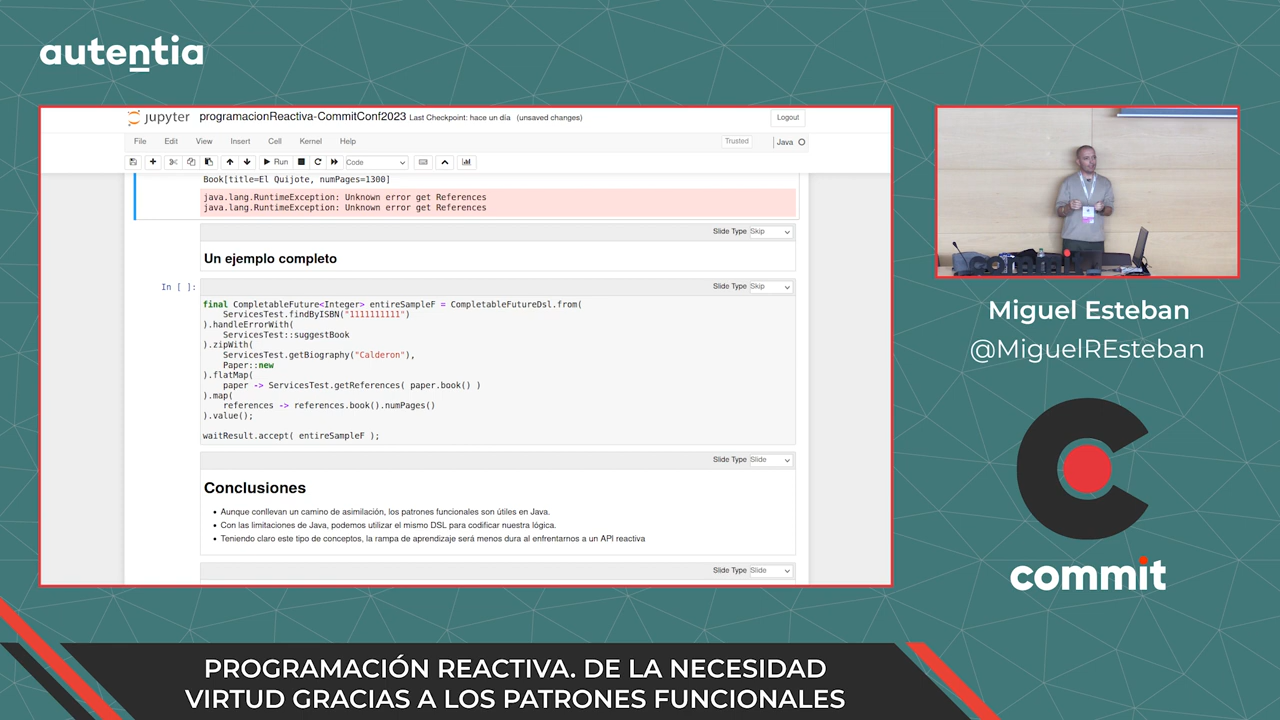 autentia
jupyter programacionReactiva-CommitConf2023 Last Checkpoint: hace un día (unsaved changes)
Logout
File Edit View Insert Cell Kernel Help
Trusted
Java
Run
Code
Book[title=El Quijote, numPages=1300]
java.lang.RuntimeException: Unknown error get References
java.lang.RuntimeException: Unknown error get References
Slide Type Skip
Un ejemplo completo
In [ ]:
Slide Type Skip
final CompletableFuture<Integer> entireSampleF = CompletableFutureDsl.from(
ServicesTest.findByISBN("1111111111")
).handleErrorWith(
ServicesTest::suggestBook
).zipWith(
ServicesTest.getBiography("Calderon"),
Paper::new
).flatMap(
paper -> ServicesTest.getReferences( paper.book() )
).map(
references -> references.book().numPages()
).value();
waitResult.accept( entireSampleF );
Slide Type Slide
Conclusiones
• Aunque conllevan un camino de asimilación, los patrones funcionales son útiles en Java.
• Con las limitaciones de Java, podemos utilizar el mismo DSL para codificar nuestra lógica.
• Teniendo claro este tipo de conceptos, la rampa de aprendizaje será menos dura al enfrentarnos a un API reactiva
Slide Type Slide
commit
Miguel Esteban
@MiguelREsteban
commit
PROGRAMACIÓN REACTIVA. DE LA NECESIDAD
VIRTUD GRACIAS A LOS PATRONES FUNCIONALES